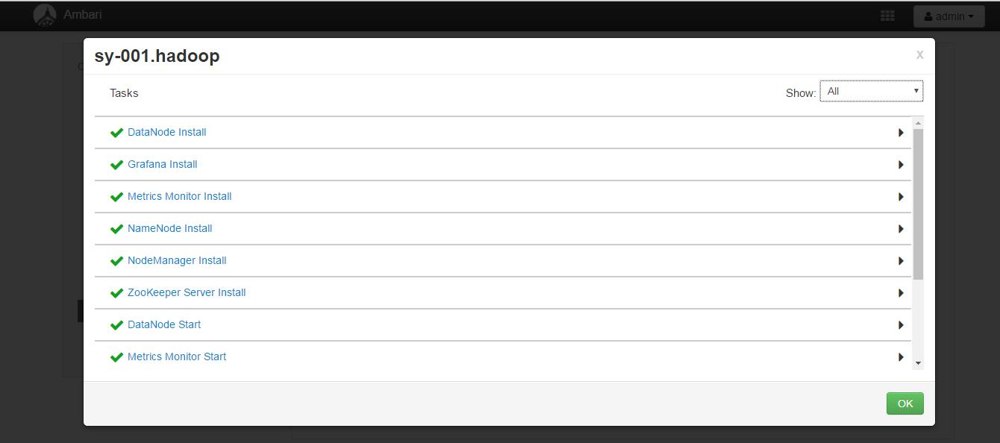 Ambari
admin
sy-001.hadoop
x
Tasks
Show: All
DataNode Install
Grafana Install
Metrics Monitor Install
NameNode Install
NodeManager Install
ZooKeeper Server Install
DataNode Start
Metrics Monitor Start
OK